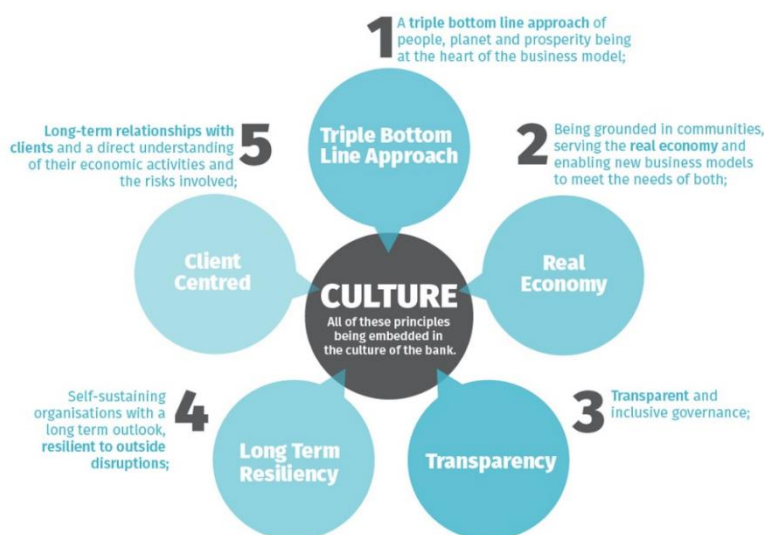 1
A triple bottom line approach of
people, planet and prosperity being
at the heart of the business model;
Triple Bottom
Line Approach
2
Being grounded in communities,
serving the real economy and
enabling new business models
to meet the needs of both;
Real
Economy
3
Transparent and
inclusive governance;
Transparency
4
Self-sustaining
organisations with a
long term outlook,
resilient to outside
disruptions;
Long Term
Resiliency
5
Long-term relationships with
clients and a direct understanding
of their economic activities and
the risks involved;
Client
Centred
CULTURE
All of these principles
being embedded in
the culture of the bank.